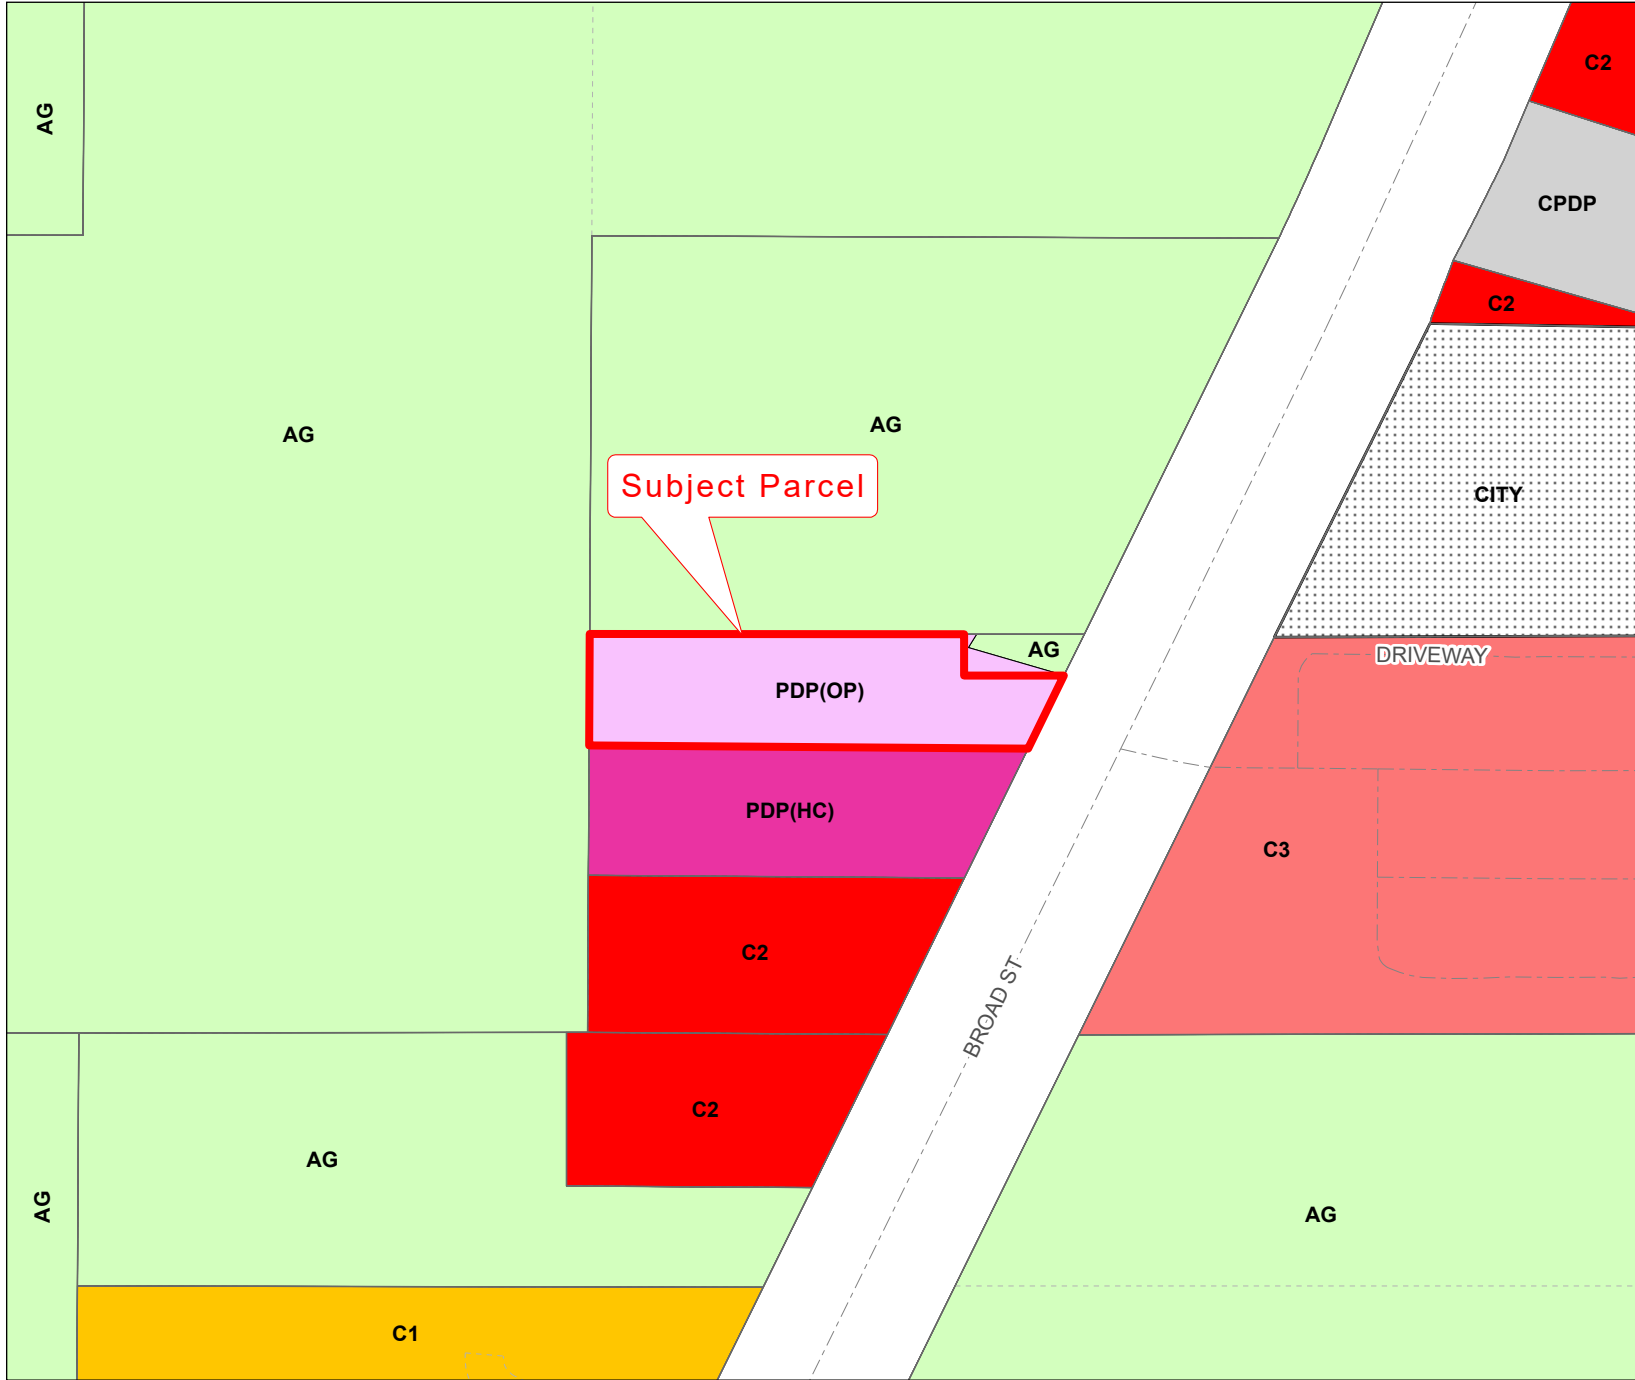 C2
AG
CPDP
C2
AG
AG
Subject Parcel
CITY
AG
DRIVEWAY
PDP(OP)
PDP(HC)
C3
C2
BROAD ST
C2
AG
AG
AG
C1